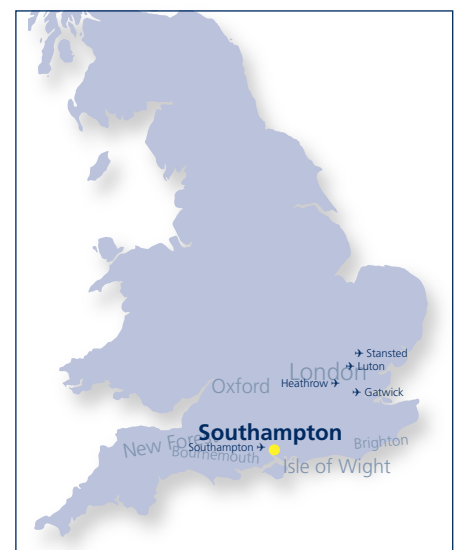 ✈ Stansted
✈ Luton
London
Heathrow ✈
Oxford
✈ Gatwick
Southampton
New Forest
Brighton
Southampton ✈
Bournemouth
Isle of Wight